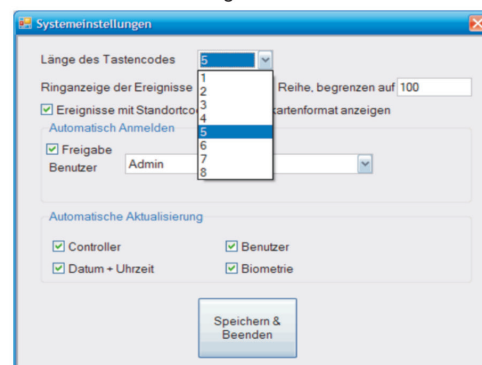 Systemeinstellungen
Länge des Tastencodes 5
1
2
3
4
5
6
7
8
Ringanzeige der Ereignisse Reihe, begrenzen auf 100
Ereignisse mit Standortco kartenformat anzeigen
Automatisch Anmelden
Freigabe
Benutzer Admin
Automatische Aktualisierung
Controller Benutzer
Datum + Uhrzeit Biometrie
Speichern &
Beenden